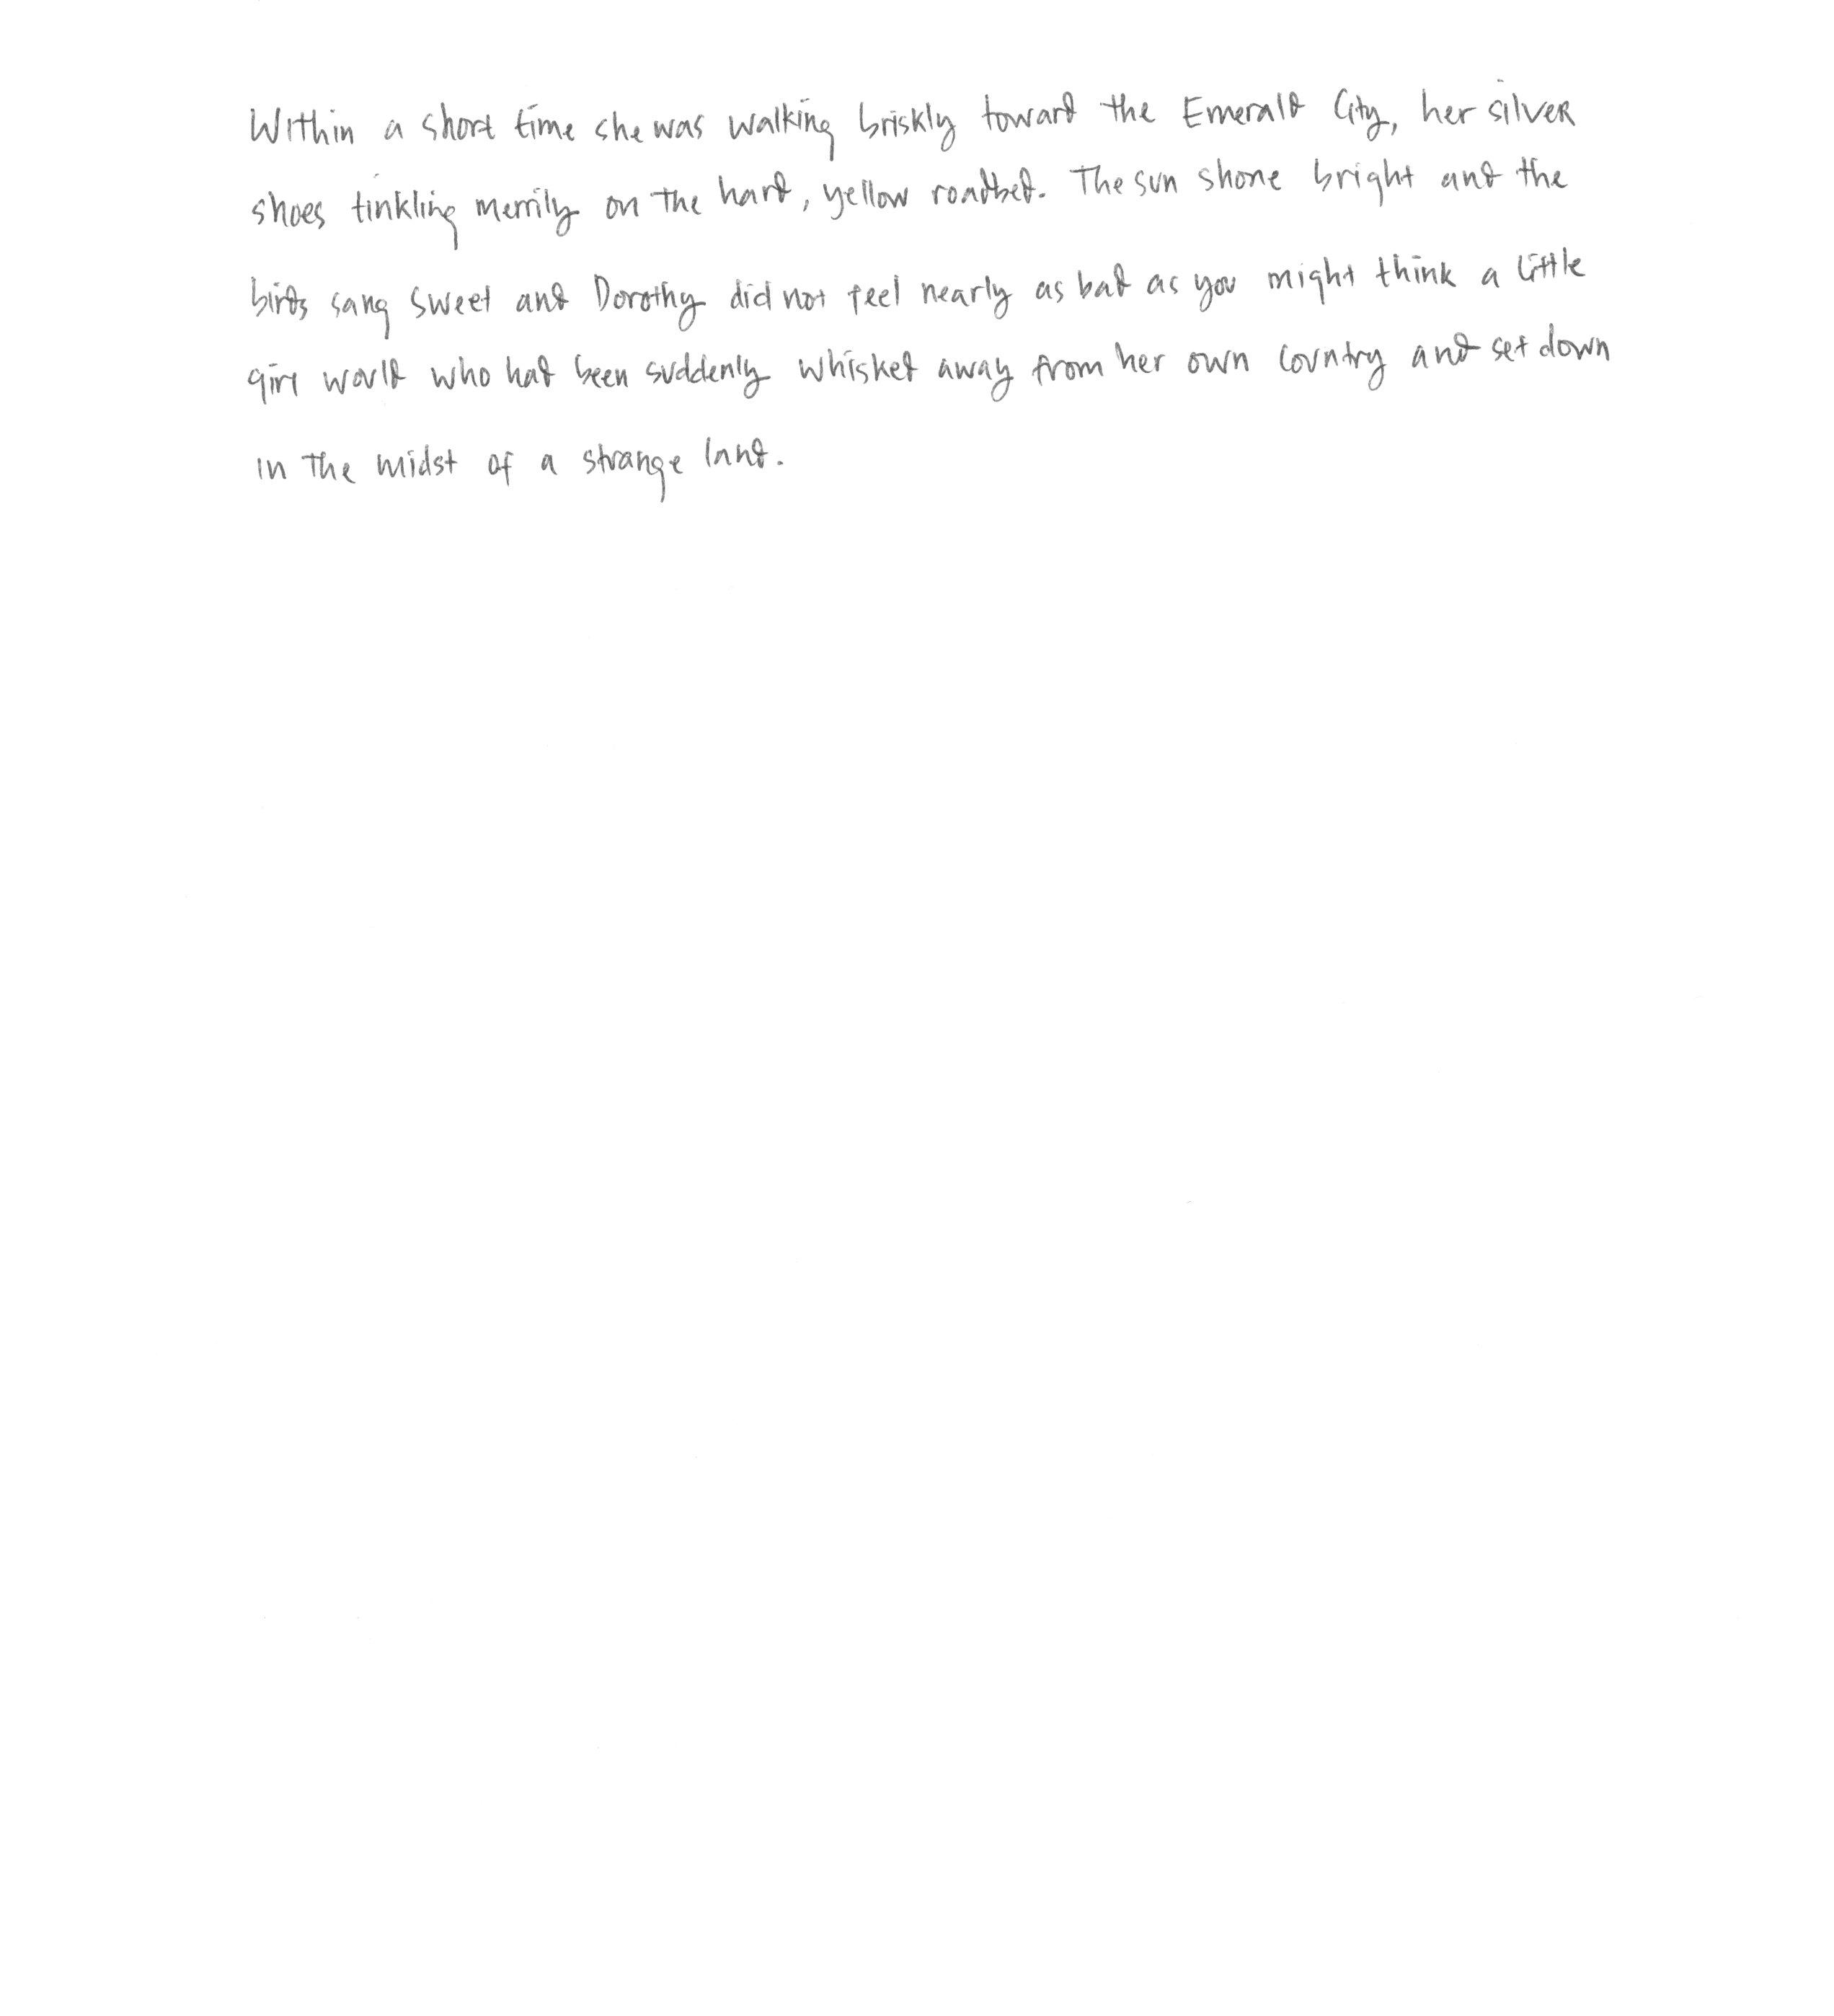 Within a short time she was walking briskly toward the Emerald City, her silver
shoes tinkling merrily on the hard, yellow roadbed. The sun shone bright and the
birds sang sweet and Dorothy did not feel nearly as bad as you might think a little
girl would who had been suddenly whisked away from her own country and set down
in the midst of a strange land.